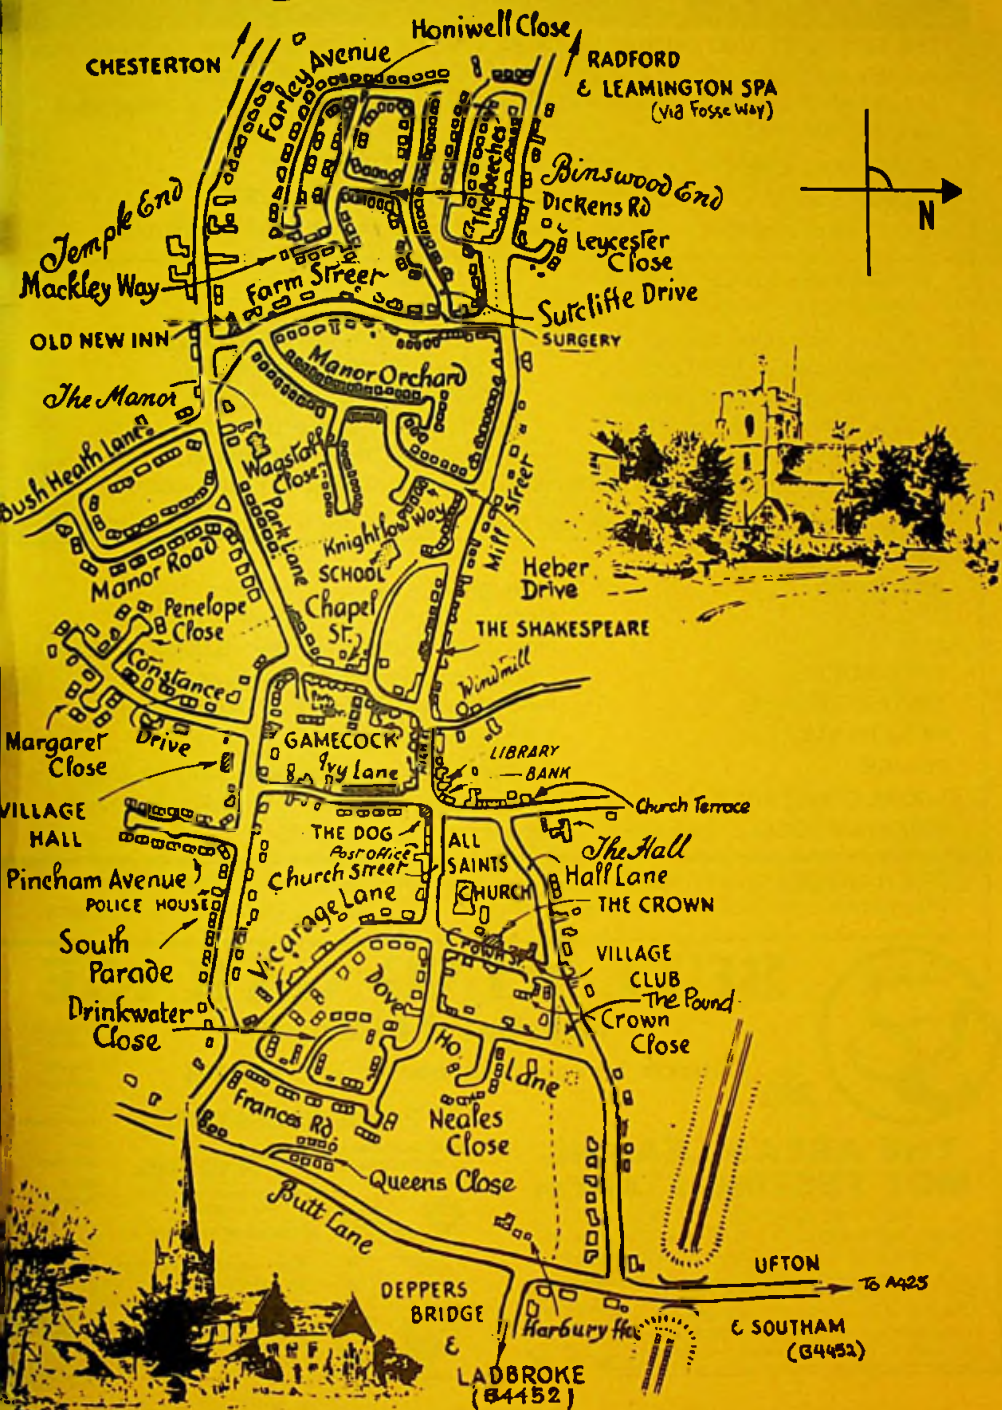 Honiwell Close
CHESTERTON
Farley Avenue
RADFORD
& LEAMINGTON SPA
(via Fosse Way)
The Beeches
Binswood End
DICKENS RD
N
Temple End
Leycester
Close
Mackley Way
Farm Street
Sutcliffe Drive
OLD NEW INN
SURGERY
Manor Orchard
The Manor
Bush Heath Lane
Wagstaff
Close
Park Lane
Knightlow Way
Mill Street
SCHOOL
Heber
Drive
Manor Road
Chapel
St.
Penelope
Close
THE SHAKESPEARE
Constance
Drive
Windmill
Margaret
Close
GAMECOCK
HIGH ST
LIBRARY
BANK
Ivy Lane
VILLAGE
HALL
Church Terrace
THE DOG
Post office
Church Street
ALL
SAINTS
CHURCH
The Hall
Hall Lane
Pincham Avenue
POLICE HOUSE
THE CROWN
Vicarage Lane
Crown St.
South
Parade
VILLAGE
CLUB
The Pound
Crown
Close
Drinkwater
Close
Dove
Ho.
Lane
Frances Rd.
Neales
Close
Queens Close
Butt Lane
UFTON
To A425
DEPPERS
BRIDGE
&
LADBROKE
(B4452)
Harbury
& SOUTHAM
(B4452)